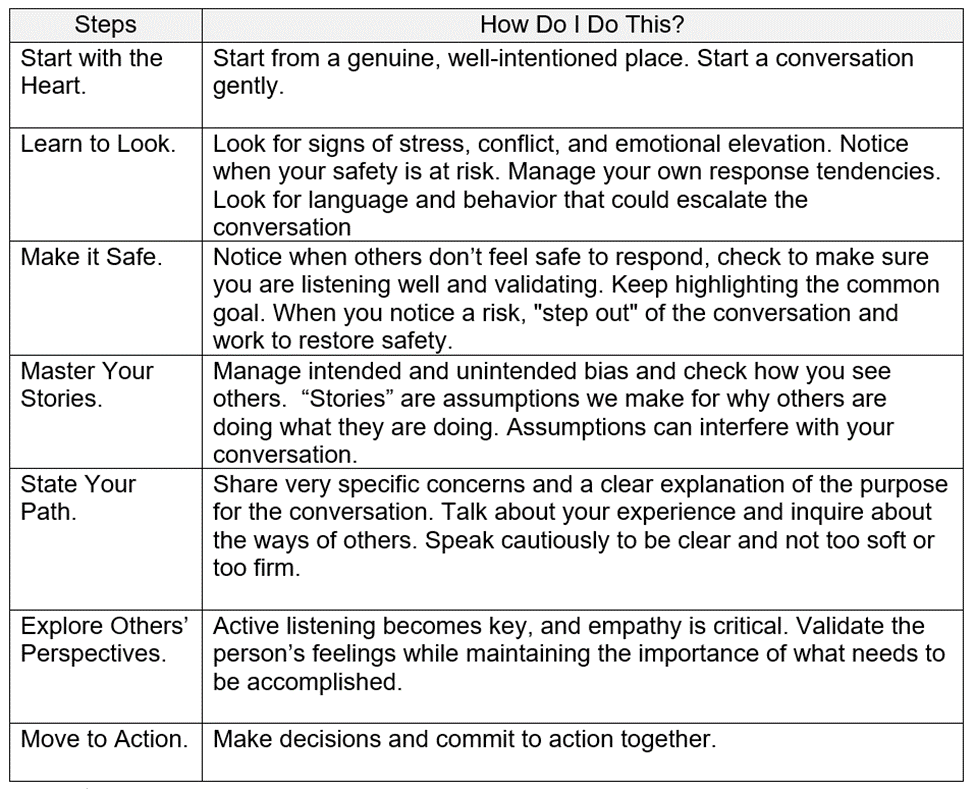 Steps
How Do I Do This?
Start with the
Heart.
Start from a genuine, well-intentioned place. Start a conversation
gently.
Learn to Look.
Look for signs of stress, conflict, and emotional elevation. Notice
when your safety is at risk. Manage your own response tendencies.
Look for language and behavior that could escalate the
conversation
Make it Safe.
Notice when others don’t feel safe to respond, check to make sure
you are listening well and validating. Keep highlighting the common
goal. When you notice a risk, "step out" of the conversation and
work to restore safety.
Master Your
Stories.
Manage intended and unintended bias and check how you see
others.  “Stories” are assumptions we make for why others are
doing what they are doing. Assumptions can interfere with your
conversation.
State Your
Path.
Share very specific concerns and a clear explanation of the purpose
for the conversation. Talk about your experience and inquire about
the ways of others. Speak cautiously to be clear and not too soft or
too firm.
Explore Others’
Perspectives.
Active listening becomes key, and empathy is critical. Validate the
person’s feelings while maintaining the importance of what needs to
be accomplished.
Move to Action.
Make decisions and commit to action together.